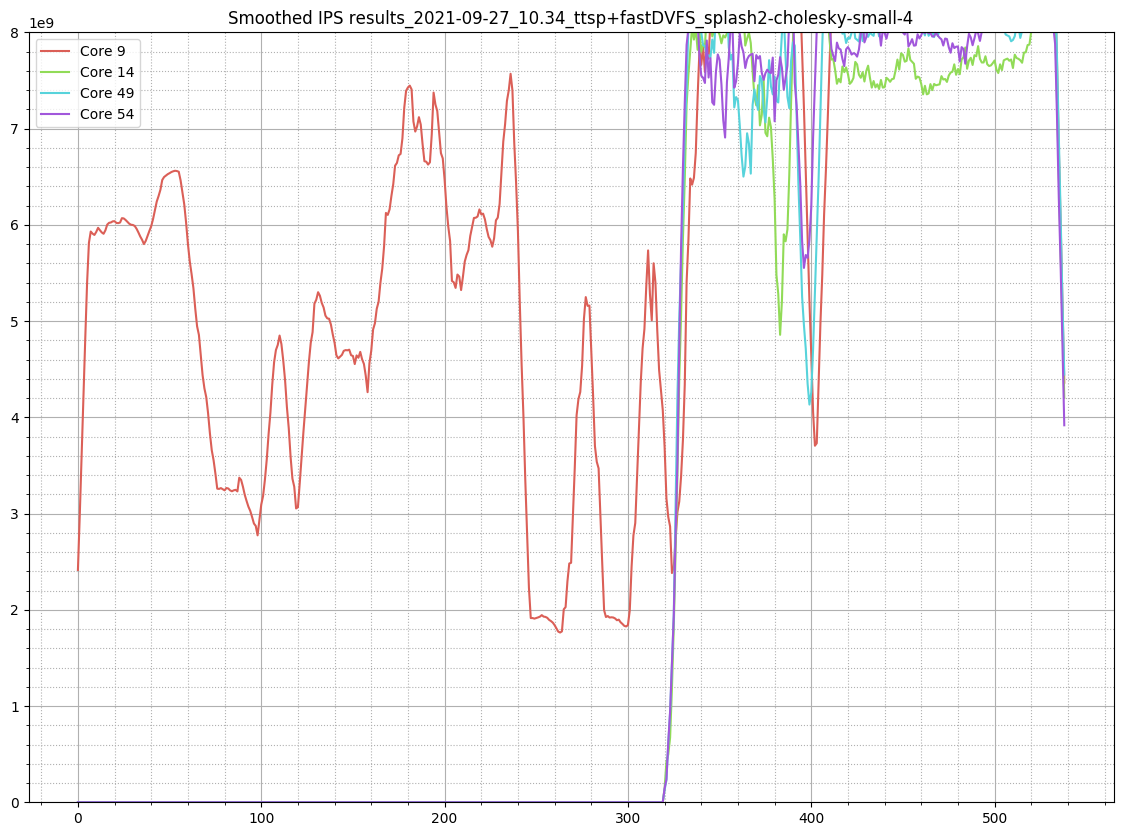 Smoothed IPS results_2021-09-27_10.34_ttsp+fastDVFS_splash2-cholesky-small-4
1e9
Core 9
Core 14
Core 49
Core 54
8
7
6
5
4
3
2
1
0
0 100 200 300 400 500